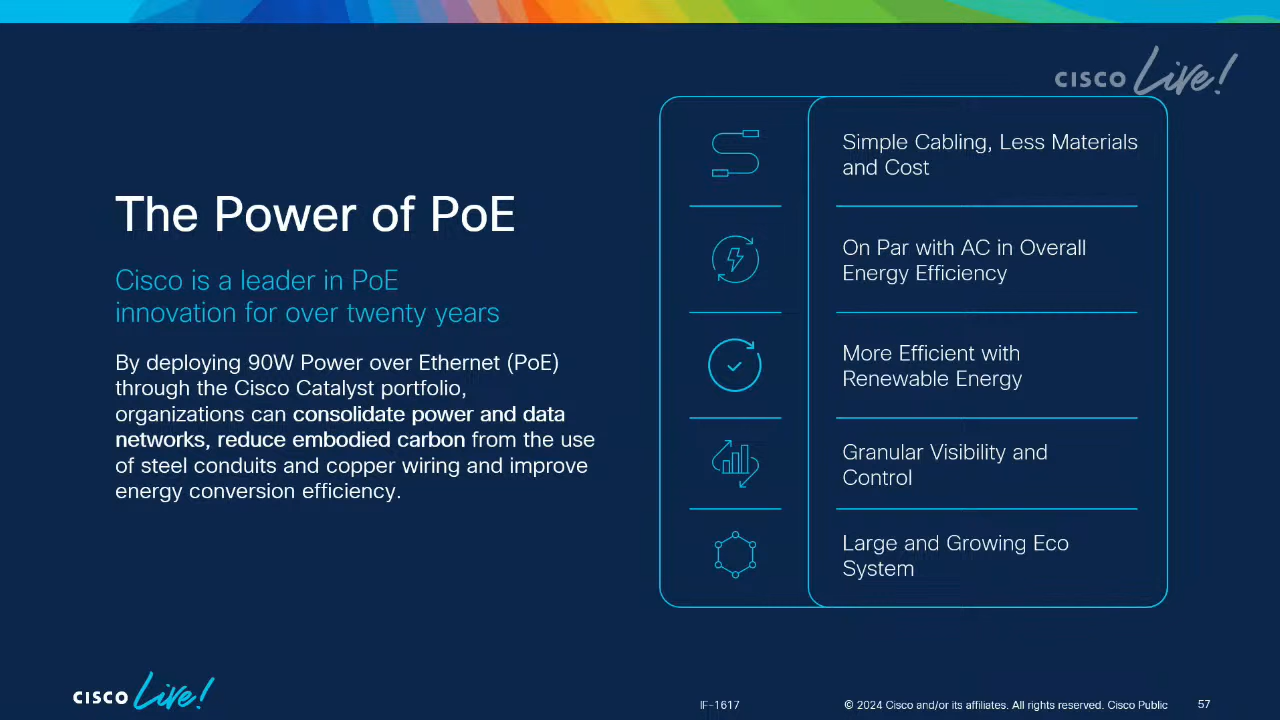 CISCO Live!
The Power of PoE
Cisco is a leader in PoE
innovation for over twenty years
By deploying 90W Power over Ethernet (PoE)
through the Cisco Catalyst portfolio,
organizations can consolidate power and data
networks, reduce embodied carbon from the use
of steel conduits and copper wiring and improve
energy conversion efficiency.
Simple Cabling, Less Materials
and Cost
On Par with AC in Overall
Energy Efficiency
More Efficient with
Renewable Energy
Granular Visibility and
Control
Large and Growing Eco
System
CISCO Live!
IF-1617
© 2024 Cisco and/or its affiliates. All rights reserved. Cisco Public
57